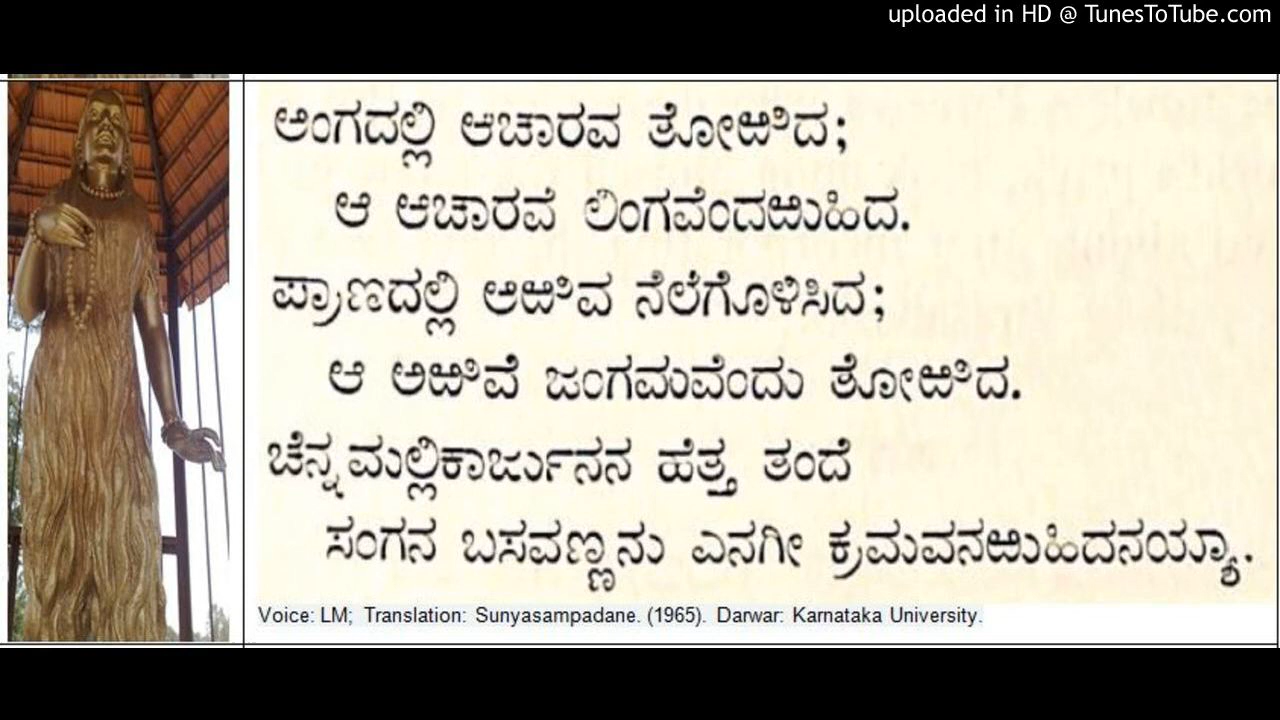 uploaded in HD @ TunesToTube.com
ಅಂಗದಲ್ಲಿ ಆಚಾರವ ತೋಱಿದ;
ಆ ಆಚಾರವೆ ಲಿಂಗವೆಂದಱುಹಿದ.
ಪ್ರಾಣದಲ್ಲಿ ಅಱಿವ ನೆಲೆಗೊಳಿಸಿದ;
ಆ ಅಱಿವೆ ಜಂಗಮವೆಂದು ತೋಱಿದ.
ಚೆನ್ನಮಲ್ಲಿಕಾರ್ಜುನನ ಹೆತ್ತ ತಂದೆ
ಸಂಗನ ಬಸವಣ್ಣನು ಎನಗೀ ಕ್ರಮವನಱುಹಿದನಯ್ಯಾ.
Voice: LM; Translation: Sunyasampadane. (1965). Darwar: Karnataka University.